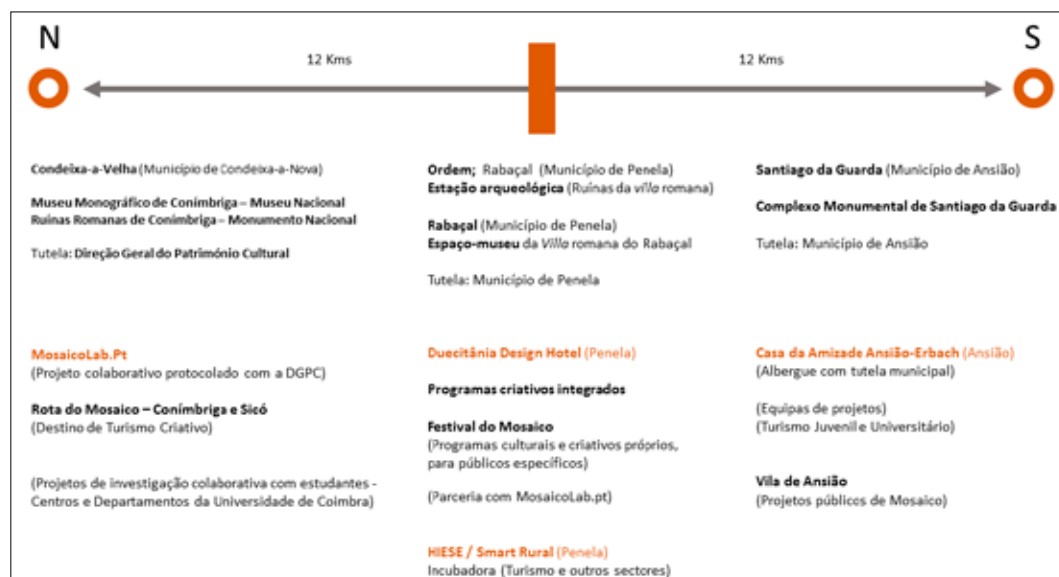 N
S
12 Kms
12 Kms
Condeixa-a-Velha (Município de Condeixa-a-Nova)
Museu Monográfico de Conímbriga – Museu Nacional
Ruínas Romanas de Conímbriga – Monumento Nacional
Tutela: Direção Geral do Património Cultural
Ordem; Rabaçal (Município de Penela)
Estação arqueológica (Ruínas da villa romana)
Rabaçal (Município de Penela)
Espaço-museu da Villa romana do Rabaçal
Tutela: Município de Penela
Santiago da Guarda (Município de Ansião)
Complexo Monumental de Santiago da Guarda
Tutela: Município de Ansião
MosaicoLab.Pt
(Projeto colaborativo protocolado com a DGPC)
Rota do Mosaico – Conímbriga e Sicó
(Destino de Turismo Criativo)
(Projetos de investigação colaborativa com estudantes -
Centros e Departamentos da Universidade de Coimbra)
Duecitânia Design Hotel (Penela)
Programas criativos integrados
Festival do Mosaico
(Programas culturais e criativos próprios,
para públicos específicos)
(Parceria com MosaicoLab.pt)
HIESE / Smart Rural (Penela)
Incubadora (Turismo e outros sectores)
Casa da Amizade Ansião-Erbach (Ansião)
(Albergue com tutela municipal)
(Equipas de projetos)
(Turismo Juvenil e Universitário)
Vila de Ansião
(Projetos públicos de Mosaico)